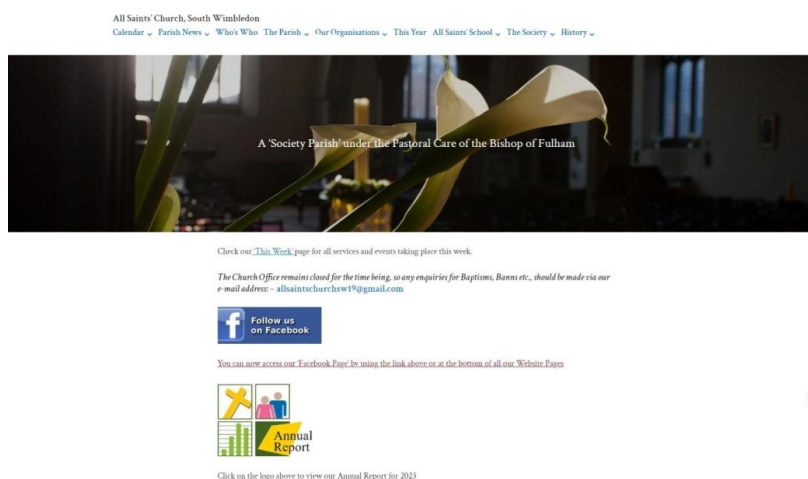 All Saints' Church, South Wimbledon
Calendar Parish News Who's Who The Parish Our Organisations This Year All Saints' School The Society History
A 'Society Parish' under the Pastoral Care of the Bishop of Fulham
Check our 'This Week' page for all services and events taking place this week.
The Church Office remains closed for the time being, so any enquiries for Baptisms, Banns etc., should be made via our
e-mail address: – allsaintschurchsw19@gmail.com
Follow us
on Facebook
You can now access our 'Facebook Page' by using the link above or at the bottom of all our Website Pages
Annual
Report
Click on the logo above to view our Annual Report for 2023